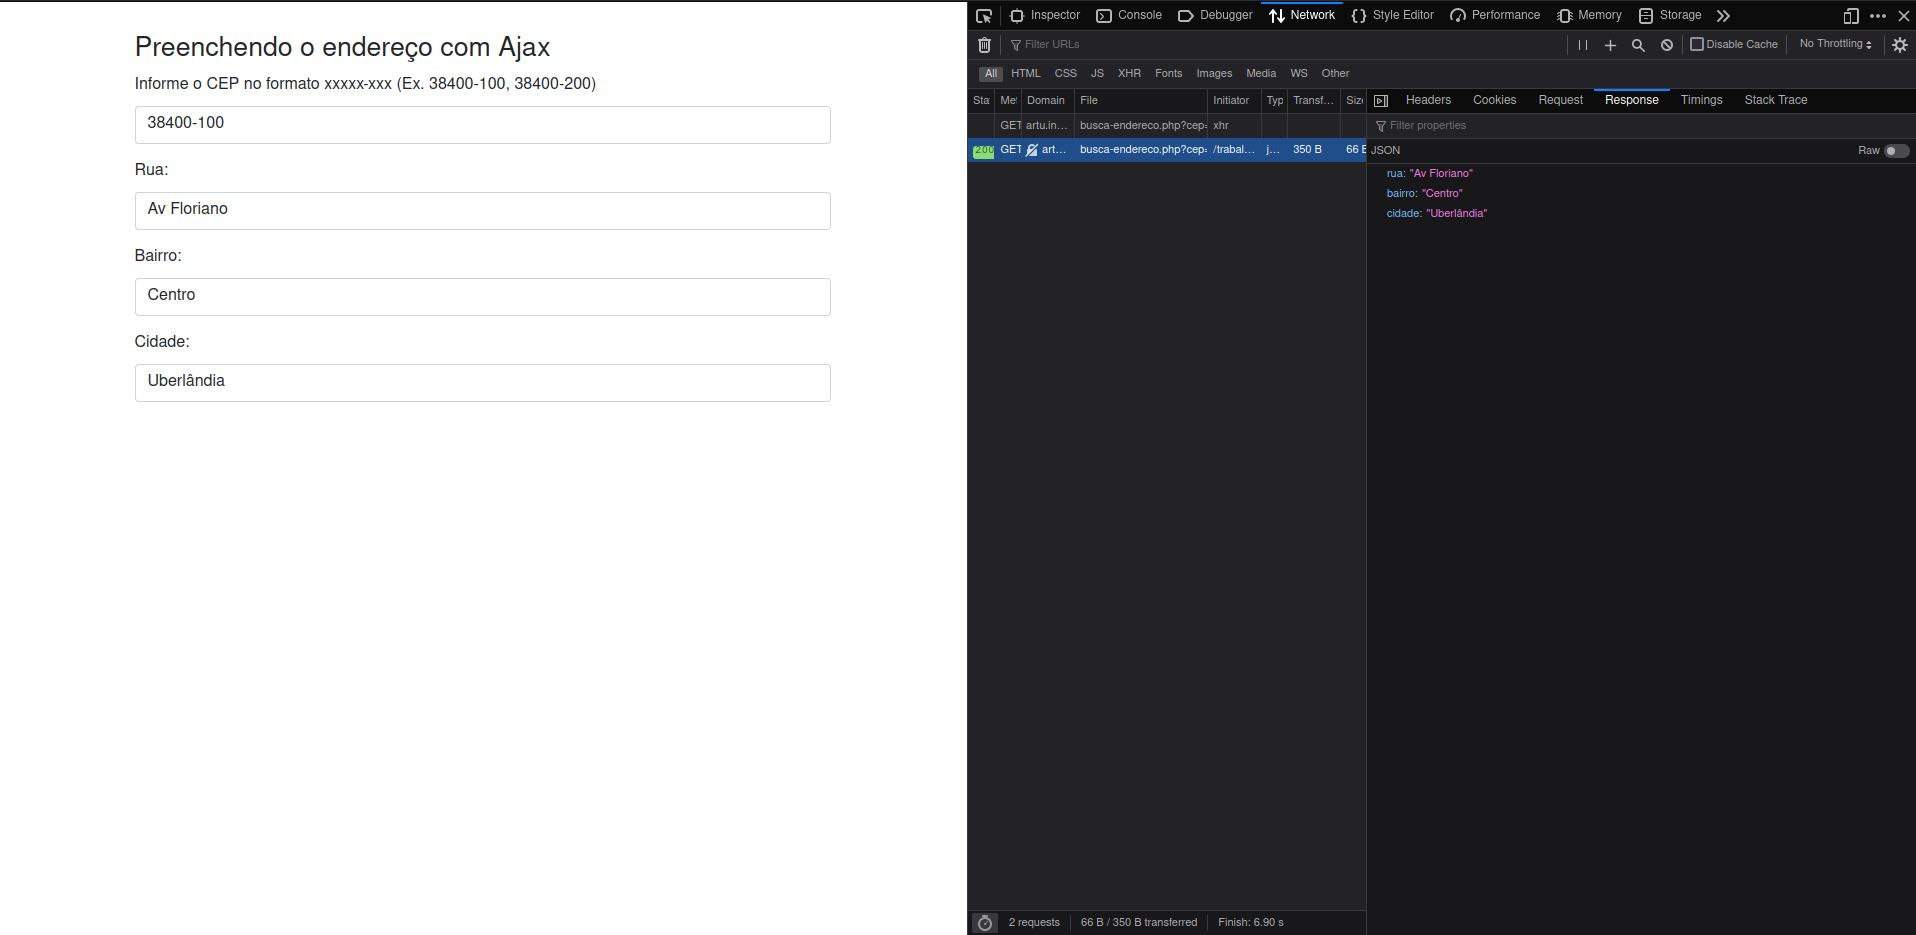 Preenchendo o endereço com Ajax
Informe o CEP no formato xxxxx-xxx (Ex. 38400-100, 38400-200)
38400-100
Rua:
Av Floriano
Bairro:
Centro
Cidade:
Uberlândia
Inspector Console Debugger Network Style Editor Performance Memory Storage
Filter URLs Disable Cache No Throttling
All HTML CSS JS XHR Fonts Images Media WS Other
Sta Met Domain File Initiator Typ Transf... Size
GET artu.in... busca-endereco.php?cep= xhr
200 GET art... busca-endereco.php?cep= /trabal... j... 350 B 66 B
2 requests 66 B / 350 B transferred Finish: 6.90 s
Headers Cookies Request Response Timings Stack Trace
Filter properties
JSON Raw
rua: "Av Floriano"
bairro: "Centro"
cidade: "Uberlândia"